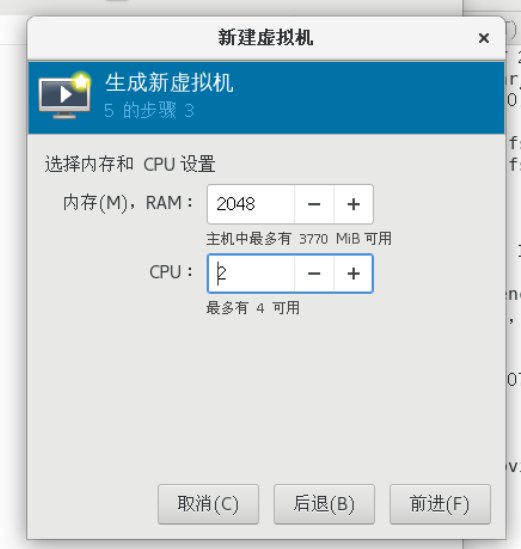 新建虚拟机 ×
生成新虚拟机
5 的步骤 3
选择内存和 CPU 设置
内存(M)，RAM： 2048 − +
主机中最多有 3770 MiB 可用
CPU： 2 − +
最多有 4 可用
取消(C) 后退(B) 前进(F)